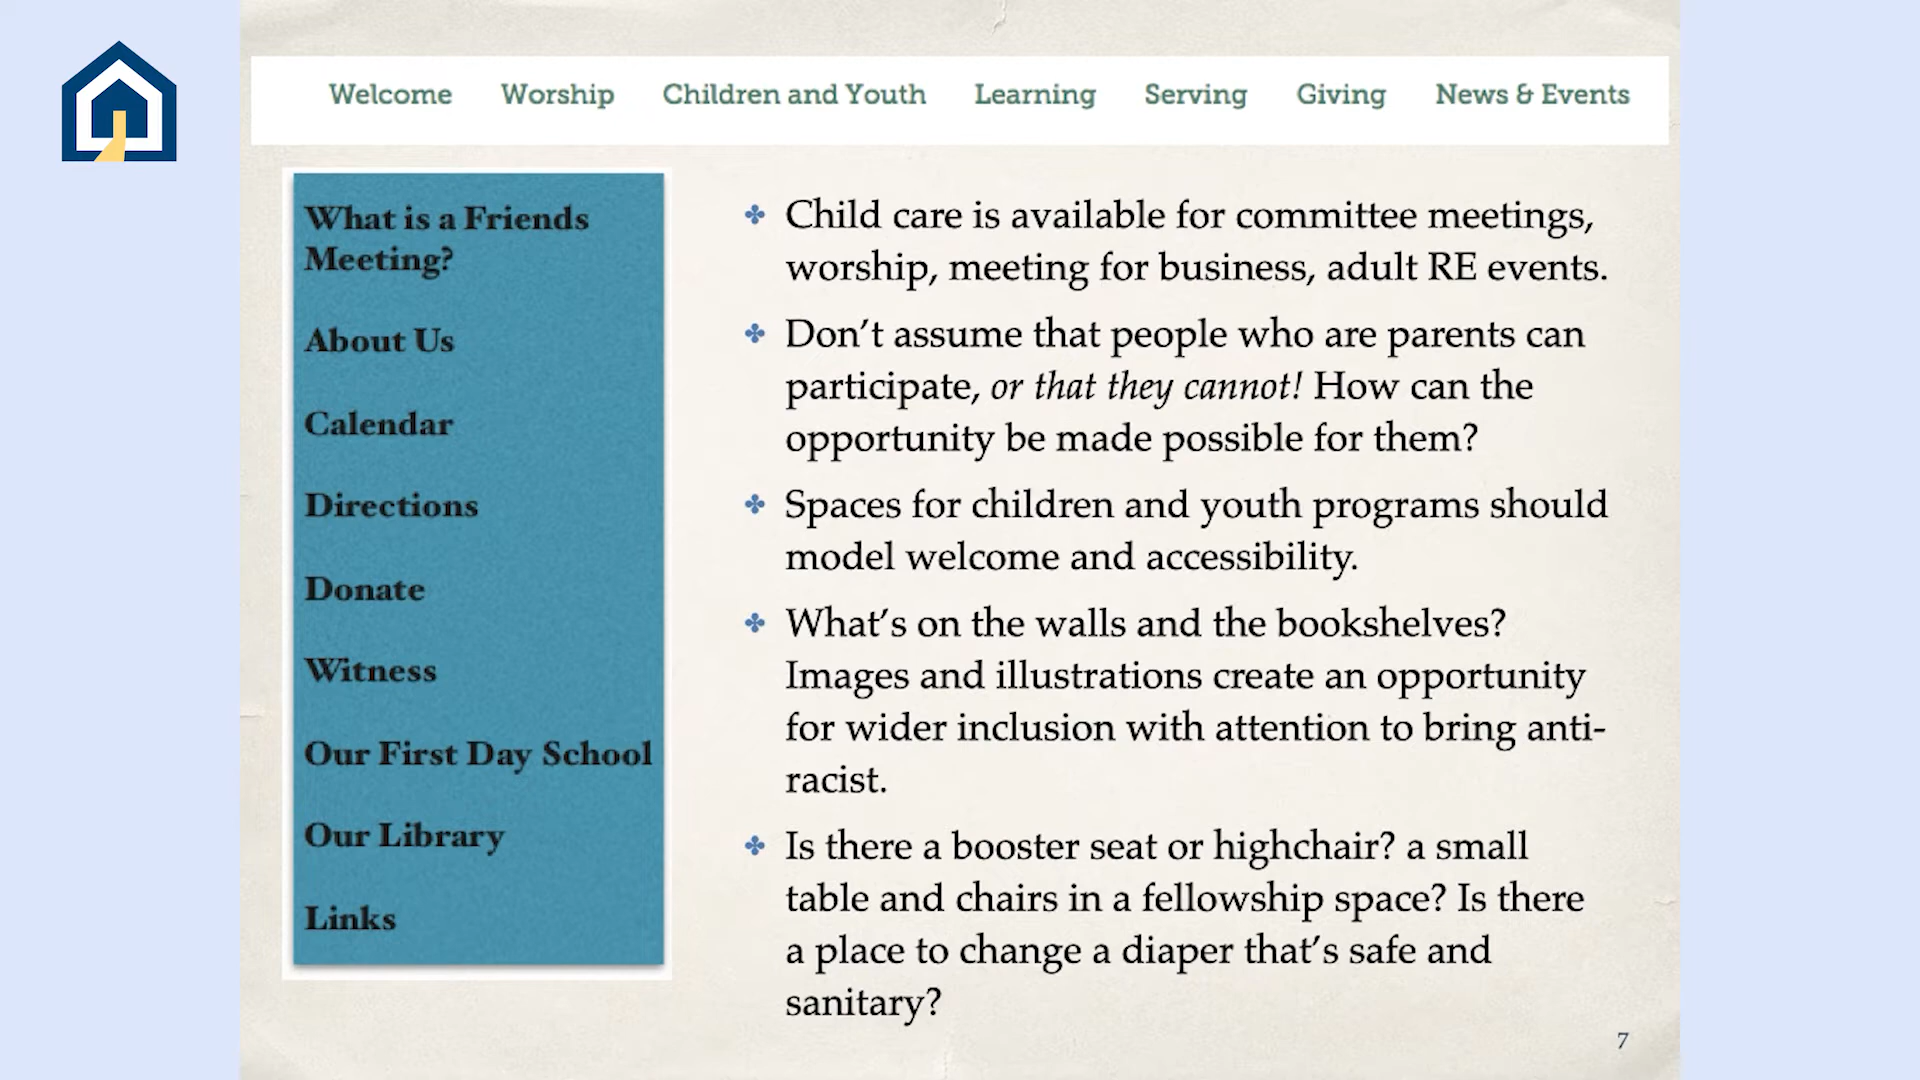 Welcome Worship Children and Youth Learning Serving Giving News & Events
What is a Friends
Meeting?
About Us
Calendar
Directions
Donate
Witness
Our First Day School
Our Library
Links
Child care is available for committee meetings,
worship, meeting for business, adult RE events.
Don't assume that people who are parents can
participate, or that they cannot! How can the
opportunity be made possible for them?
Spaces for children and youth programs should
model welcome and accessibility.
What's on the walls and the bookshelves?
Images and illustrations create an opportunity
for wider inclusion with attention to bring anti-
racist.
Is there a booster seat or highchair? a small
table and chairs in a fellowship space? Is there
a place to change a diaper that's safe and
sanitary?
7